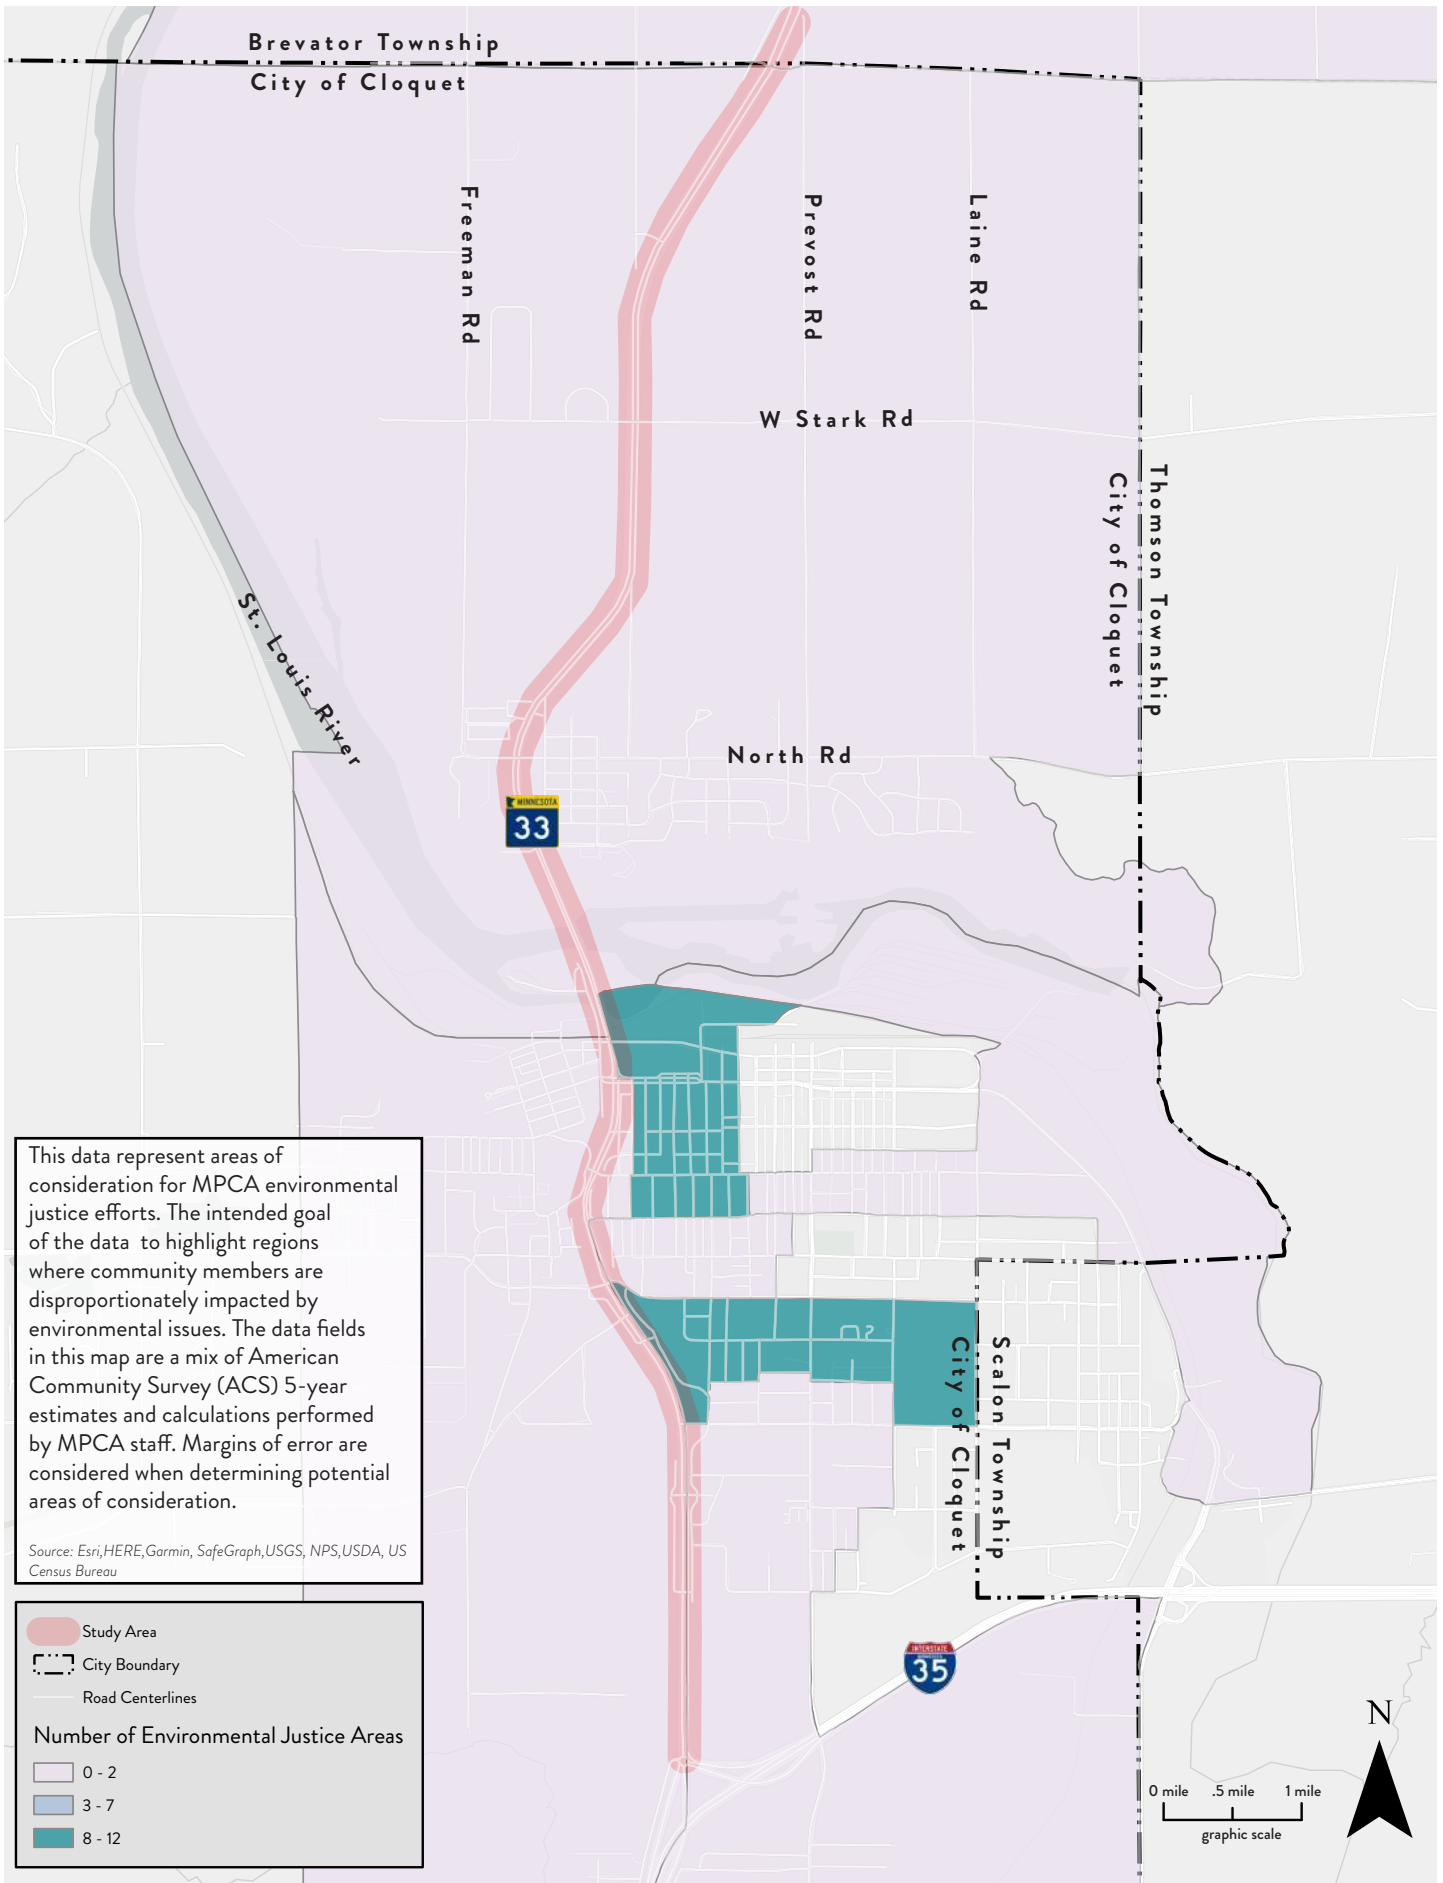 Brevator Township
City of Cloquet
Freeman Rd
Prevost Rd
Laine Rd
W Stark Rd
Thomson Township
City of Cloquet
St. Louis River
North Rd
MINNESOTA
33
This data represent areas of
consideration for MPCA environmental
justice efforts. The intended goal
of the data to highlight regions
where community members are
disproportionately impacted by
environmental issues. The data fields
in this map are a mix of American
Community Survey (ACS) 5-year
estimates and calculations performed
by MPCA staff. Margins of error are
considered when determining potential
areas of consideration.
Source: Esri,HERE,Garmin, SafeGraph,USGS, NPS,USDA, US
Census Bureau
Scalon Township
City of Cloquet
INTERSTATE
MINNESOTA
35
Study Area
City Boundary
Road Centerlines
Number of Environmental Justice Areas
0 - 2
3 - 7
8 - 12
N
0 mile .5 mile 1 mile
graphic scale